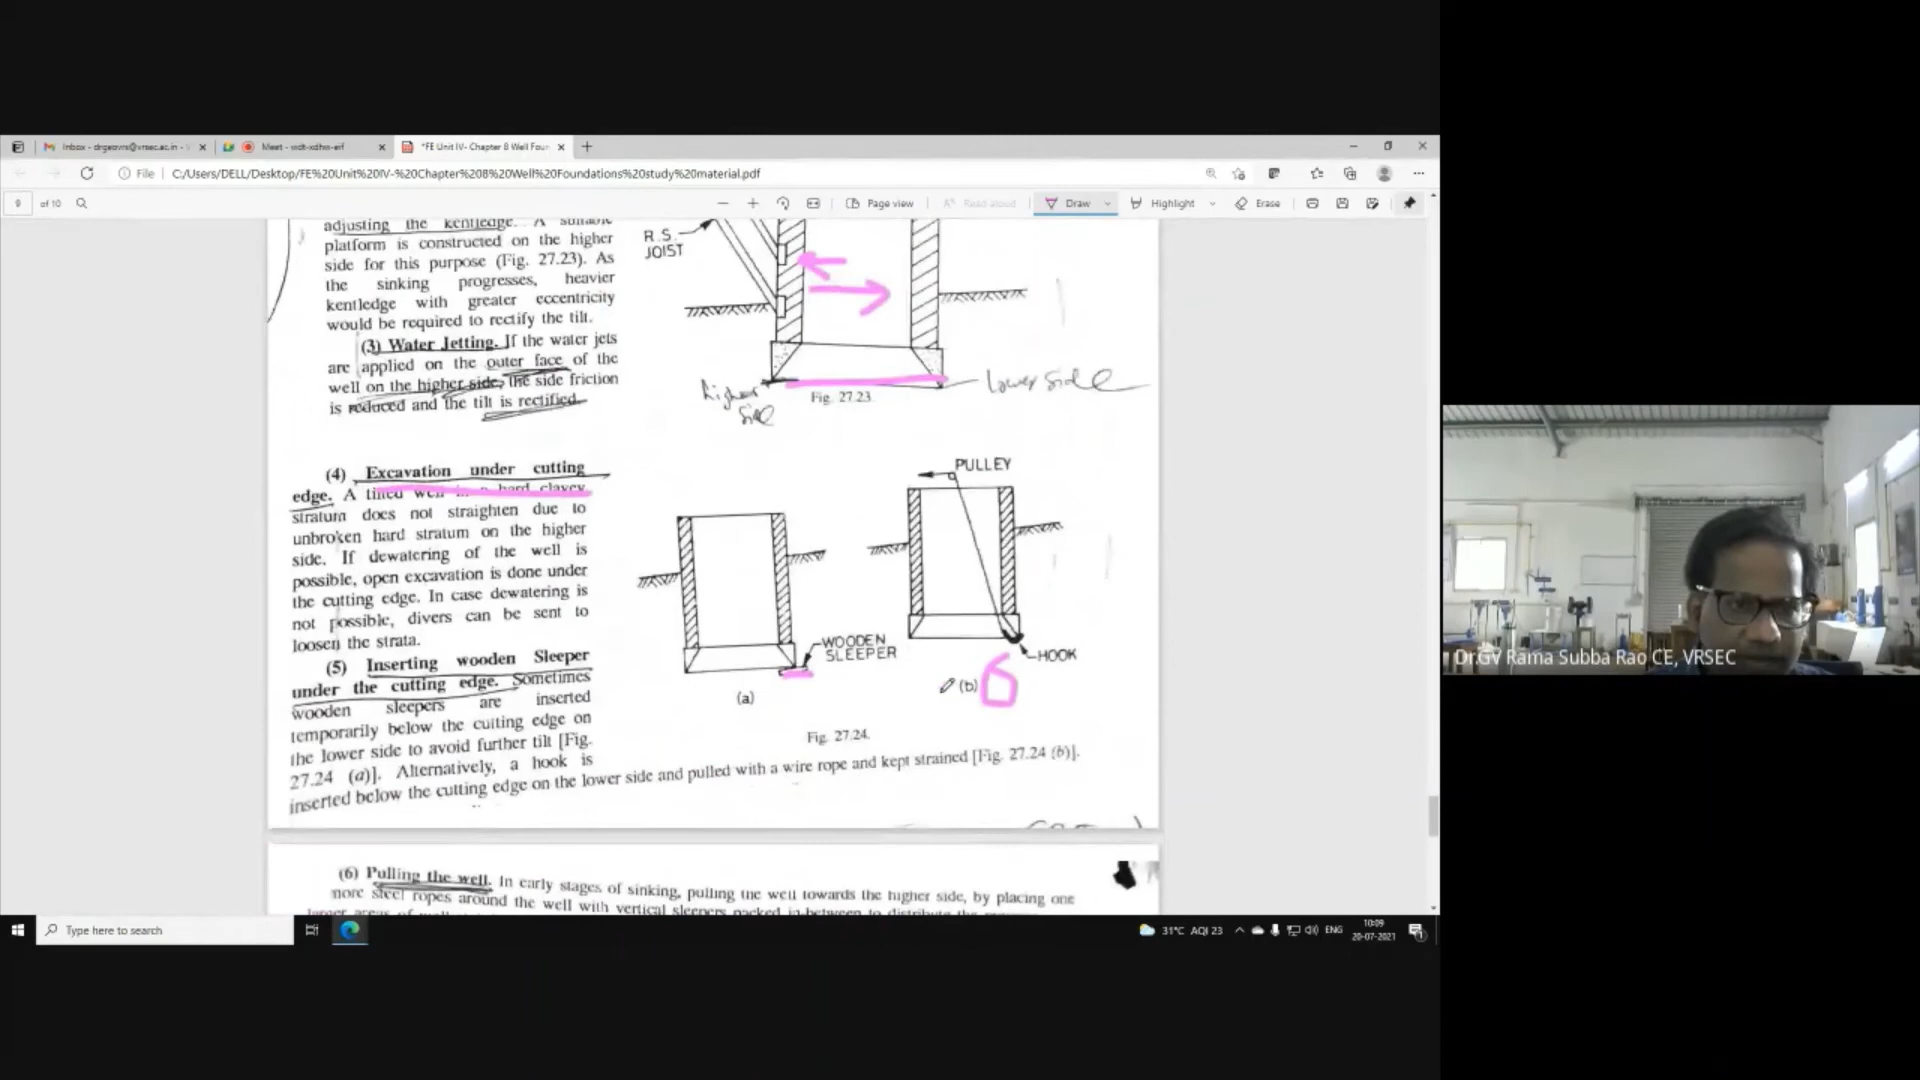 Inbox - drgeovrs@vrsec.ac.in -
Meet - wdt-xdhw-eif
*FE Unit IV- Chapter 8 Well Foun
File
C:/Users/DELL/Desktop/FE%20Unit%20IV-%20Chapter%208%20Well%20Foundations%20study%20material.pdf
9 of 10
Page view
Read aloud
Draw
Highlight
Erase
adjusting the kentledge. A suitable
platform is constructed on the higher
side for this purpose (Fig. 27.23). As
the sinking progresses, heavier
kentledge with greater eccentricity
would be required to rectify the tilt.
(3) Water Jetting. If the water jets
are applied on the outer face of the
well on the higher side, the side friction
is reduced and the tilt is rectified.
R.S.
JOIST
higher
side
lower side
Fig. 27.23.
(4) Excavation under cutting
edge. A tilted well in a hard clayey
stratum does not straighten due to
unbroken hard stratum on the higher
side. If dewatering of the well is
possible, open excavation is done under
the cutting edge. In case dewatering is
not possible, divers can be sent to
loosen the strata.
(5) Inserting wooden Sleeper
under the cutting edge. Sometimes
wooden sleepers are inserted
temporarily below the cutting edge on
the lower side to avoid further tilt [Fig.
27.24 (a)]. Alternatively, a hook is
inserted below the cutting edge on the lower side and pulled with a wire rope and kept strained [Fig. 27.24 (b)].
PULLEY
WOODEN
SLEEPER
HOOK
(a)
(b) 6
Fig. 27.24.
(6) Pulling the well. In early stages of sinking, pulling the well towards the higher side, by placing one
more steel ropes around the well with vertical sleepers packed in-between to distribute the
Type here to search
31°C AQI 23
ENG
10:09
20-07-2021
Dr.GV Rama Subba Rao CE, VRSEC